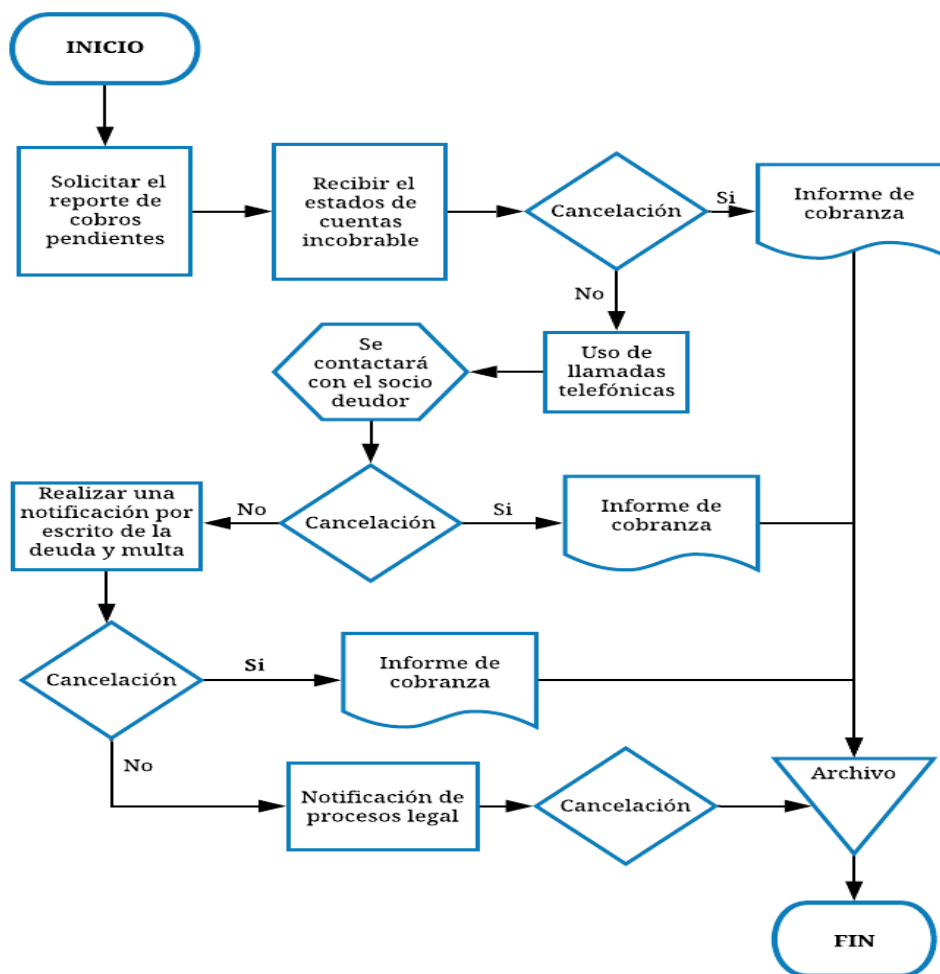 INICIO
Solicitar el
reporte de
cobros
pendientes
Recibir el
estados de
cuentas
incobrable
Cancelación
Si
Informe de
cobranza
No
Uso de
llamadas
telefónicas
Se
contactará
con el socio
deudor
Cancelación
Si
Informe de
cobranza
No
Realizar una
notificación por
escrito de la
deuda y multa
Cancelación
Si
Informe de
cobranza
No
Notificación de
procesos legal
Cancelación
Archivo
FIN